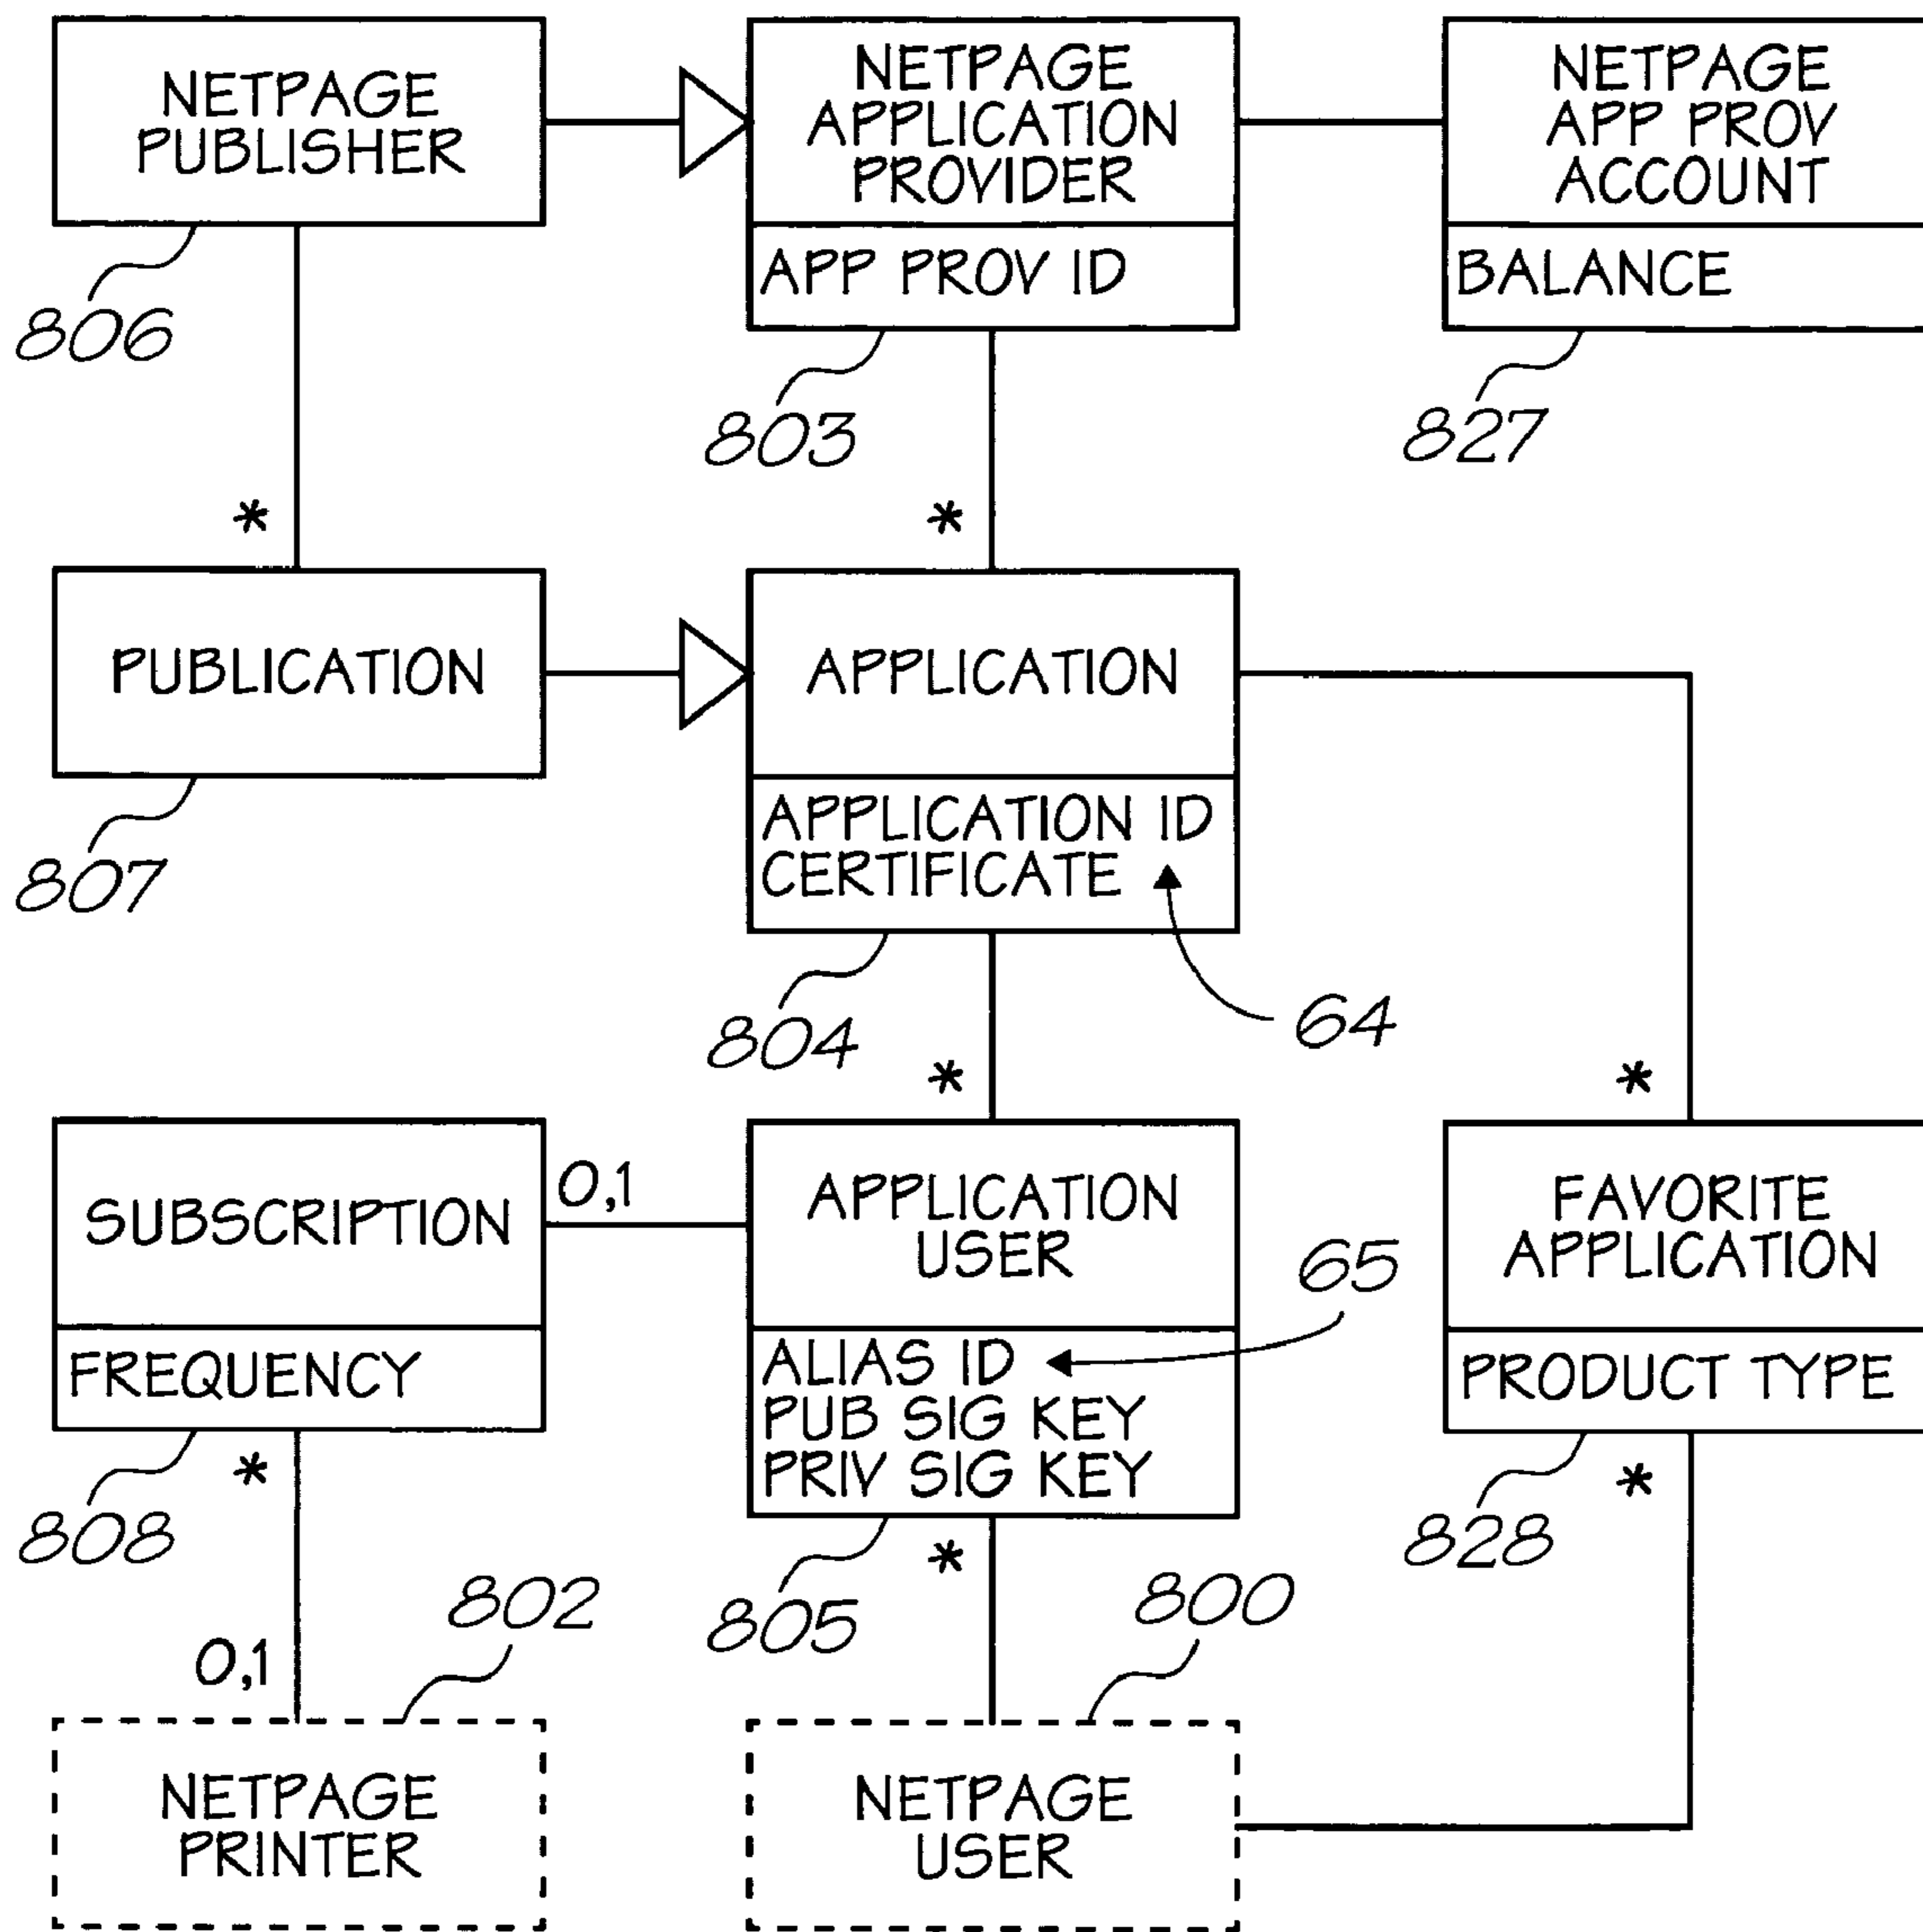 NETPAGE
PUBLISHER
806
NETPAGE
APPLICATION
PROVIDER
APP PROV ID
803
NETPAGE
APP PROV
ACCOUNT
BALANCE
827
*
*
PUBLICATION
807
APPLICATION
APPLICATION ID
CERTIFICATE
804
64
*
*
SUBSCRIPTION
FREQUENCY
808
0,1
APPLICATION
USER
ALIAS ID
PUB SIG KEY
PRIV SIG KEY
805
65
FAVORITE
APPLICATION
PRODUCT TYPE
828
*
*
*
0,1
802
800
NETPAGE
PRINTER
NETPAGE
USER